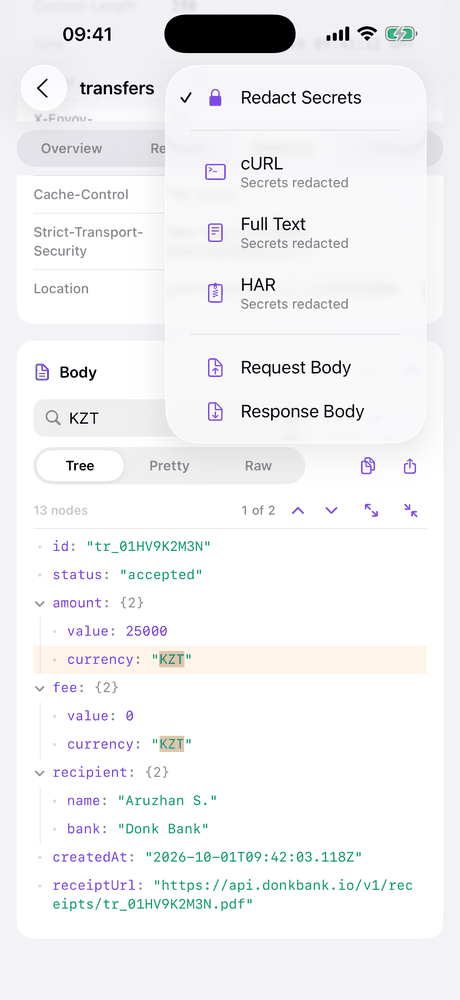 09:41
transfers
X-Envoy-
Overview
Cache-Control
Strict-Transport-
Security
Location
Redact Secrets
cURL
Secrets redacted
Full Text
Secrets redacted
HAR
Secrets redacted
Request Body
Response Body
Body
KZT
Tree
Pretty
Raw
13 nodes
1 of 2
id: "tr_01HV9K2M3N"
status: "accepted"
amount: {2}
value: 25000
currency: "KZT"
fee: {2}
value: 0
currency: "KZT"
recipient: {2}
name: "Aruzhan S."
bank: "Donk Bank"
createdAt: "2026-10-01T09:42:03.118Z"
receiptUrl: "https://api.donkbank.io/v1/rec
eipts/tr_01HV9K2M3N.pdf"